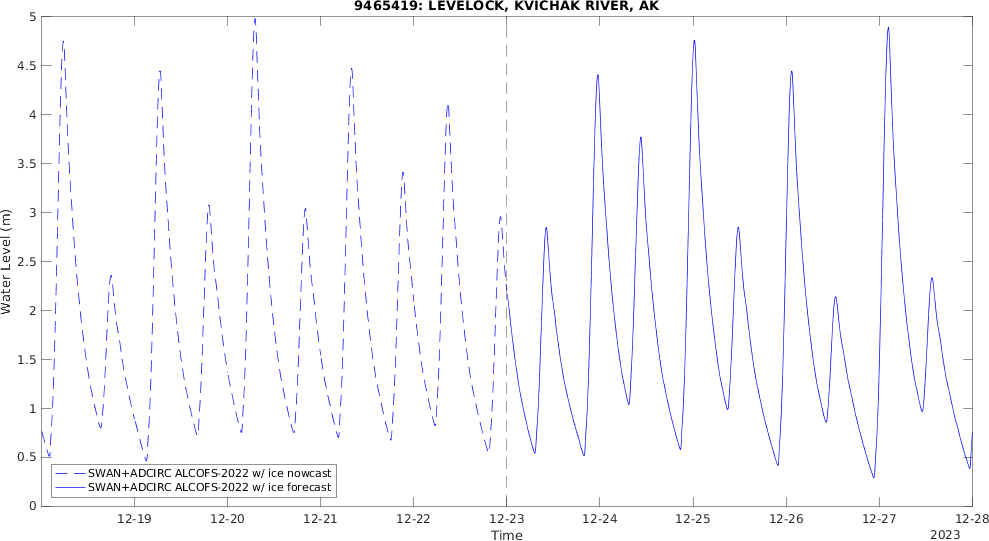 9465419: LEVELOCK, KVICHAK RIVER, AK
5
4.5
4
3.5
3
2.5
2
1.5
1
0.5
0
Water Level (m)
SWAN+ADCIRC ALCOFS-2022 w/ ice nowcast
SWAN+ADCIRC ALCOFS-2022 w/ ice forecast
12-19 12-20 12-21 12-22 12-23 12-24 12-25 12-26 12-27 12-28
Time
2023